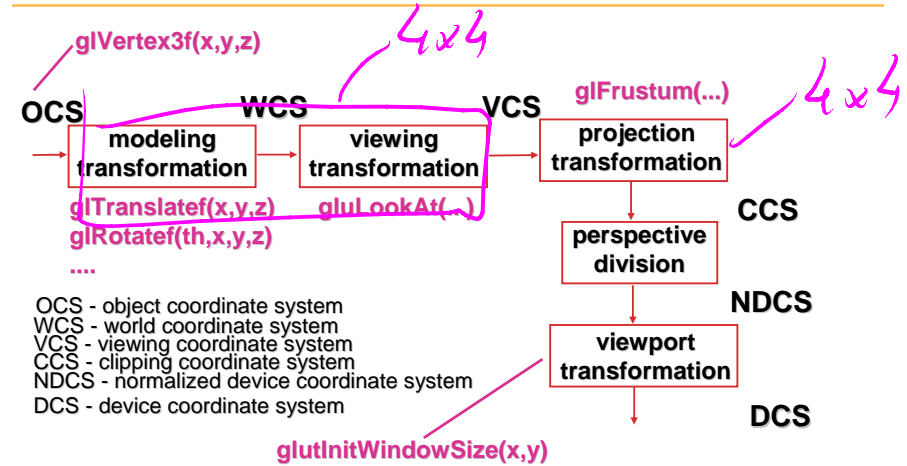 glVertex3f(x,y,z)
4x4
OCS
WCS
VCS
glFrustum(...)
4x4
modeling
transformation
viewing
transformation
projection
transformation
glTranslatef(x,y,z)
gluLookAt(...)
glRotatef(th,x,y,z)
....
CCS
perspective
division
NDCS
OCS - object coordinate system
WCS - world coordinate system
VCS - viewing coordinate system
CCS - clipping coordinate system
NDCS - normalized device coordinate system
DCS - device coordinate system
viewport
transformation
DCS
glutInitWindowSize(x,y)